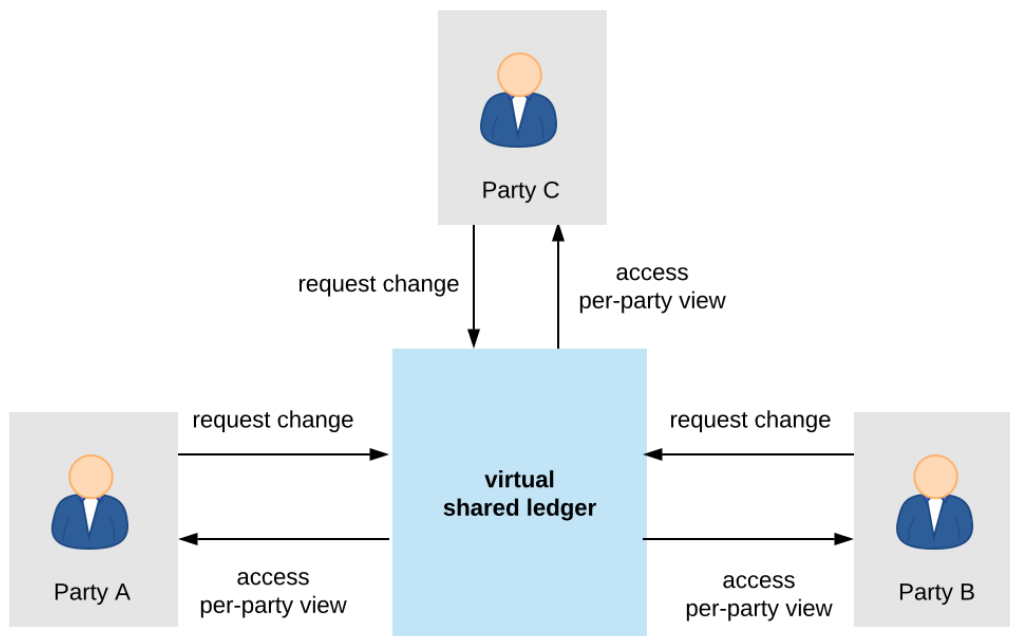 Party C
request change
access
per-party view
request change
request change
virtual
shared ledger
Party A
access
per-party view
access
per-party view
Party B